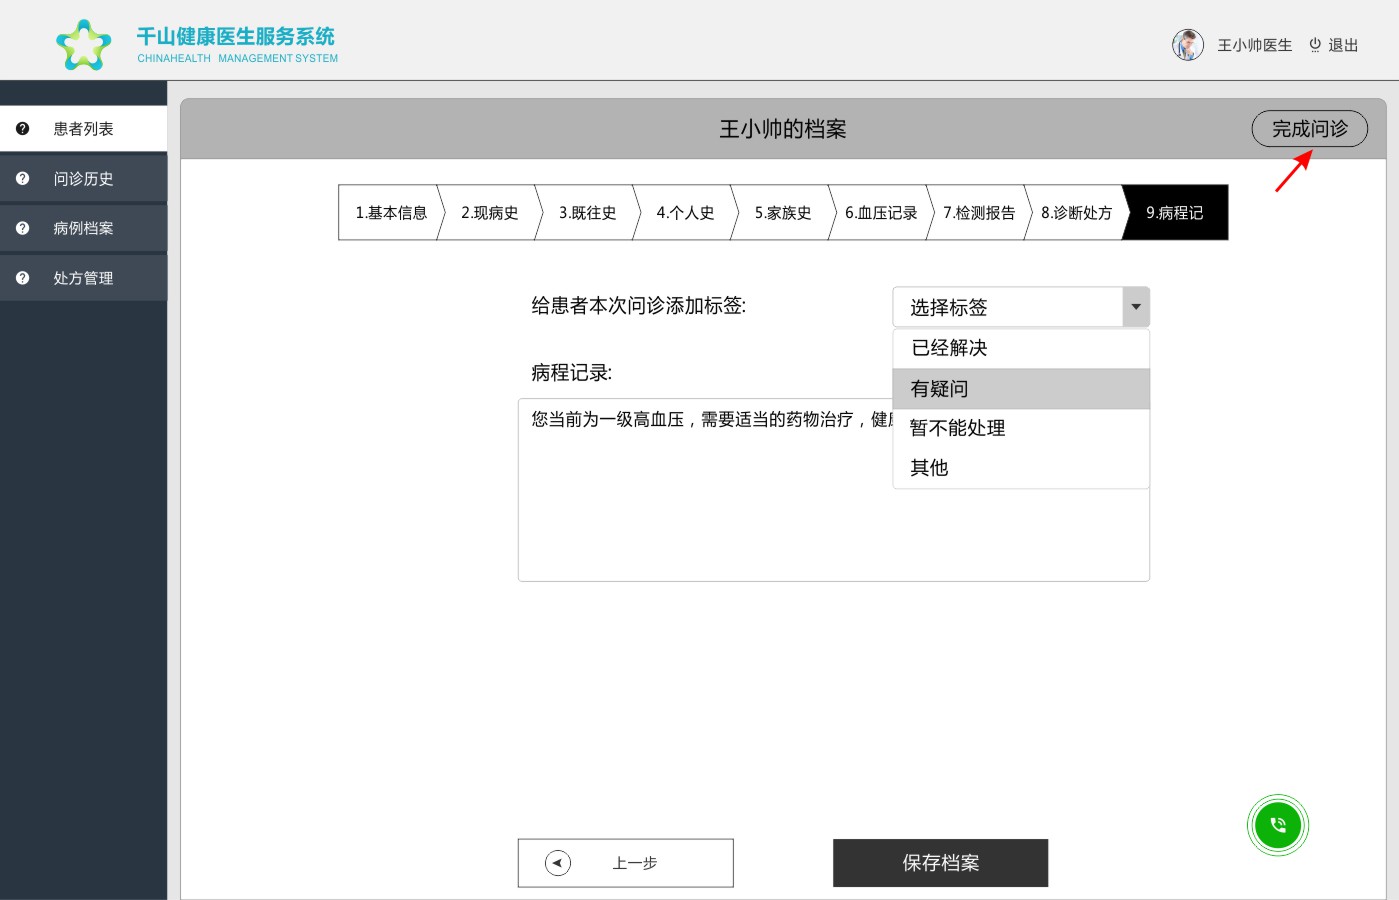 千山健康医生服务系统
CHINAHEALTH MANAGEMENT SYSTEM
王小帅医生 退出
患者列表
问诊历史
病例档案
处方管理
王小帅的档案
完成问诊
1.基本信息 2.现病史 3.既往史 4.个人史 5.家族史 6.血压记录 7.检测报告 8.诊断处方 9.病程记
给患者本次问诊添加标签:
选择标签
已经解决
有疑问
暂不能处理
其他
病程记录:
您当前为一级高血压，需要适当的药物治疗，健
上一步
保存档案